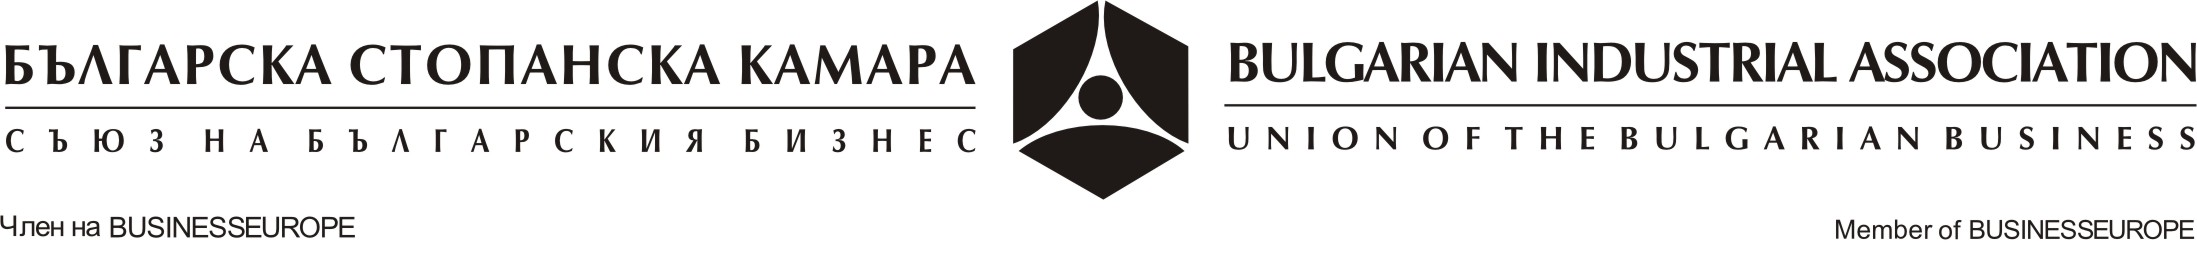 БЪЛГАРСКА СТОПАНСКА КАМАРА
СЪЮЗ НА БЪЛГАРСКИЯ БИЗНЕС
Член на BUSINESSEUROPE
BULGARIAN INDUSTRIAL ASSOCIATION
UNION OF THE BULGARIAN BUSINESS
Member of BUSINESSEUROPE